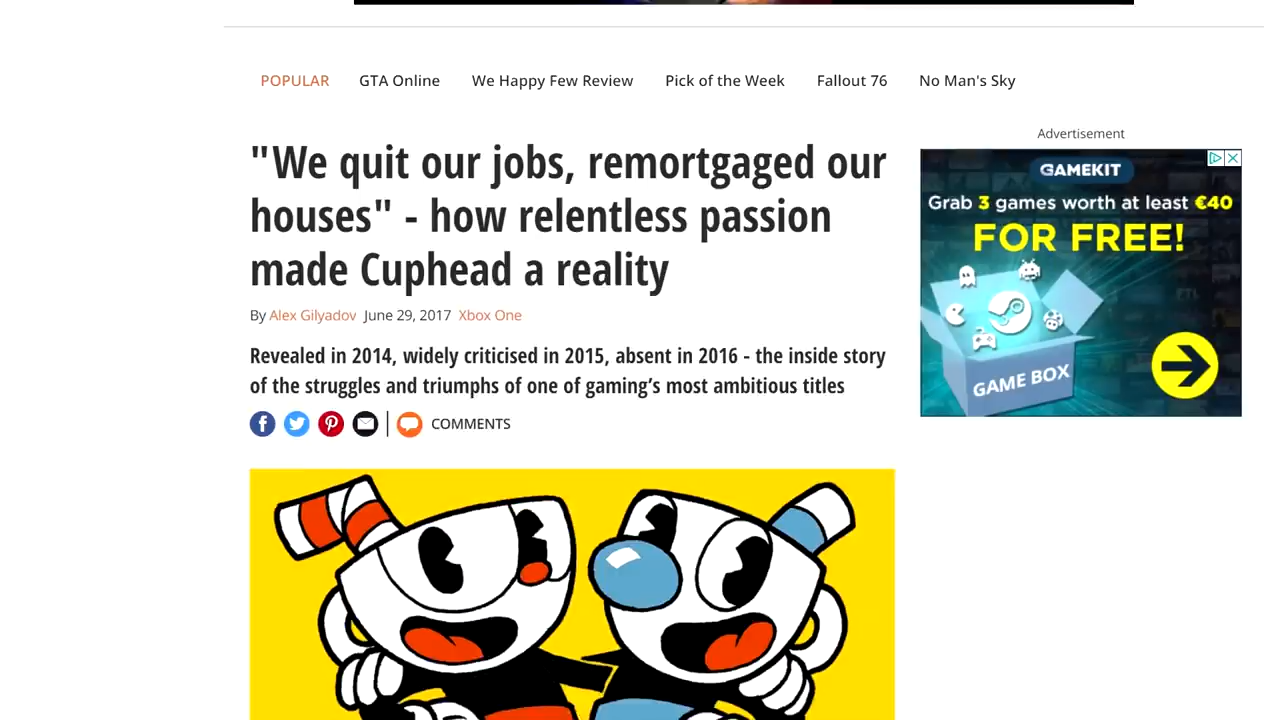 POPULAR GTA Online We Happy Few Review Pick of the Week Fallout 76 No Man's Sky
"We quit our jobs, remortgaged our
houses" - how relentless passion
made Cuphead a reality
By Alex Gilyadov June 29, 2017 Xbox One
Revealed in 2014, widely criticised in 2015, absent in 2016 - the inside story
of the struggles and triumphs of one of gaming’s most ambitious titles
COMMENTS
Advertisement
GAMEKIT
Grab 3 games worth at least €40
FOR FREE!
GAME BOX